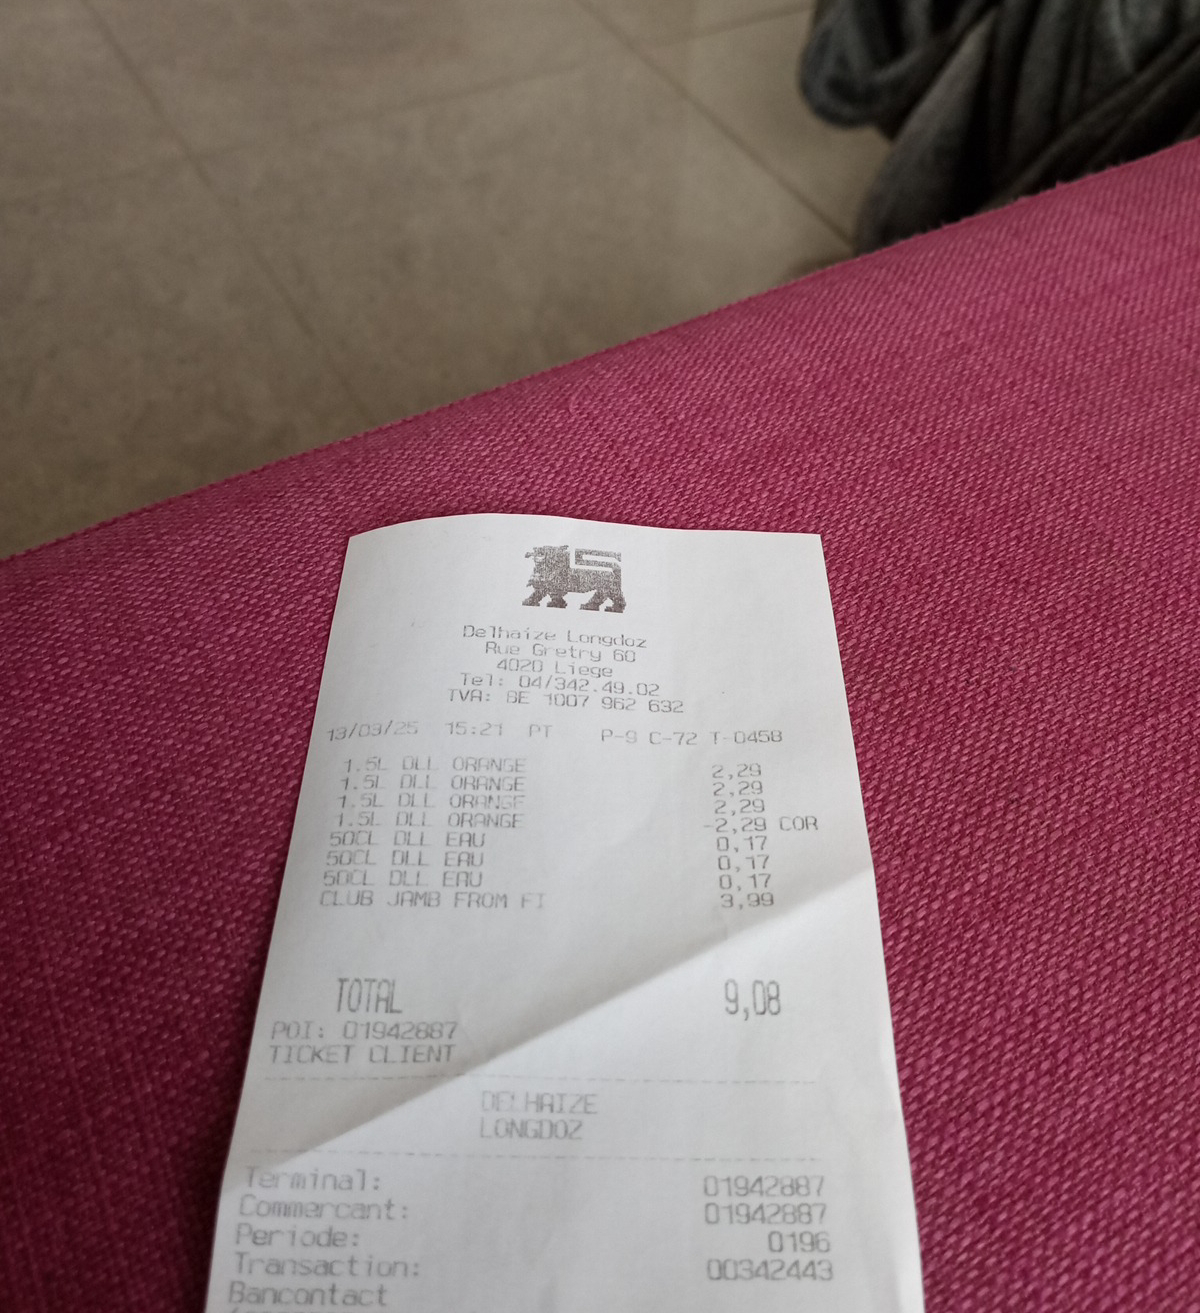 Delhaize Longdoz
Rue Gretry 60
4020 Liege
Tel: 04/342.49.02
TVA: BE 1007 962 632
13/03/25 15:21 PT P-9 C-72 T-0458
1.5L DLL ORANGE 2,29
1.5L DLL ORANGE 2,29
1.5L DLL ORANGE 2,29
1.5L DLL ORANGE -2,29 COR
50CL DLL EAU 0,17
50CL DLL EAU 0,17
50CL DLL EAU 0,17
CLUB JAMB FROM FI 3,99
TOTAL 9,08
POI: 01942887
TICKET CLIENT
DELHAIZE
LONGDOZ
Terminal: 01942887
Commercant: 01942887
Periode: 0196
Transaction: 00342443
Bancontact